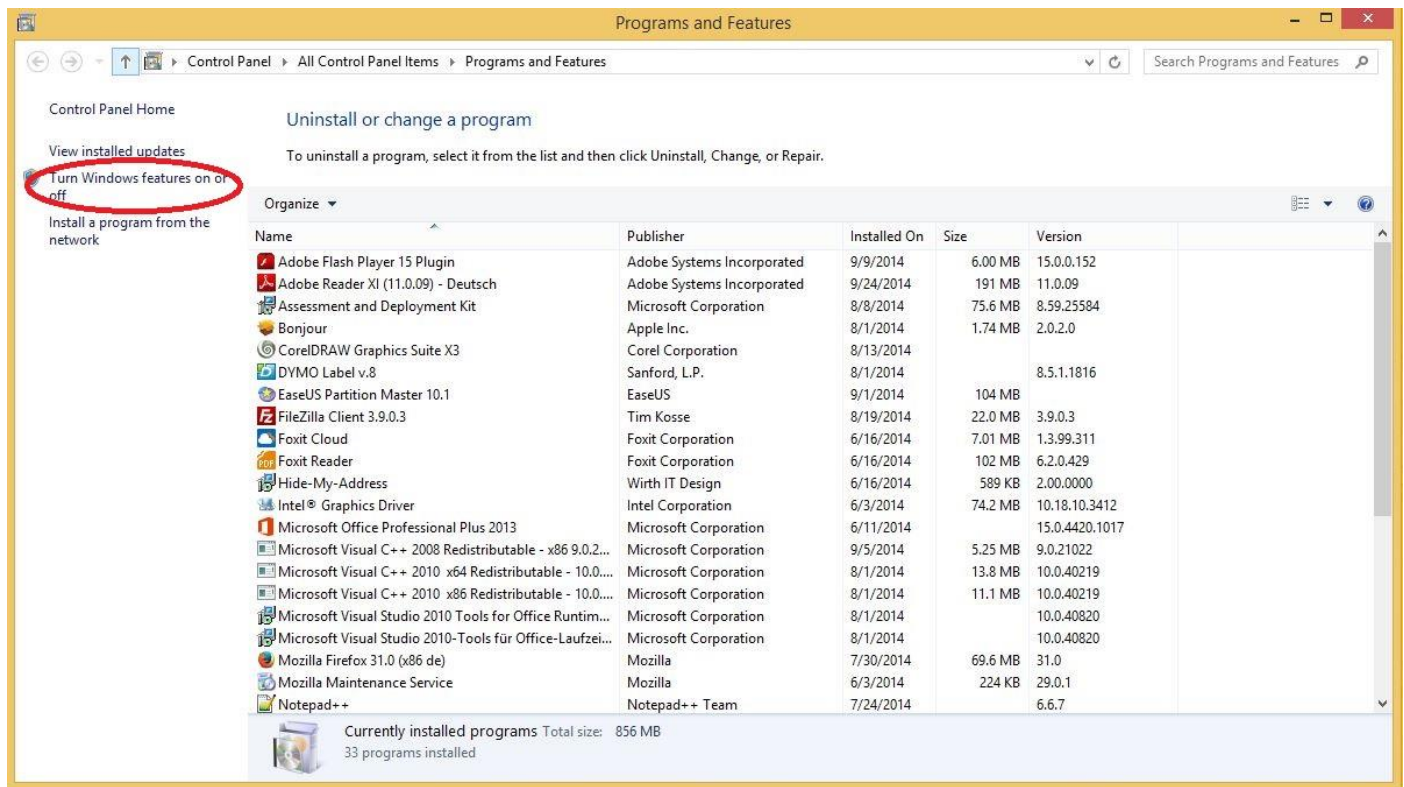 Programs and Features
Control Panel All Control Panel Items Programs and Features
Search Programs and Features
Control Panel Home
View installed updates
Turn Windows features on or
off
Install a program from the
network
Uninstall or change a program
To uninstall a program, select it from the list and then click Uninstall, Change, or Repair.
Organize
Name Publisher Installed On Size Version
Adobe Flash Player 15 Plugin Adobe Systems Incorporated 9/9/2014 6.00 MB 15.0.0.152
Adobe Reader XI (11.0.09) - Deutsch Adobe Systems Incorporated 9/24/2014 191 MB 11.0.09
Assessment and Deployment Kit Microsoft Corporation 8/8/2014 75.6 MB 8.59.25584
Bonjour Apple Inc. 8/1/2014 1.74 MB 2.0.2.0
CorelDRAW Graphics Suite X3 Corel Corporation 8/13/2014
DYMO Label v.8 Sanford, L.P. 8/1/2014 8.5.1.1816
EaseUS Partition Master 10.1 EaseUS 9/1/2014 104 MB
FileZilla Client 3.9.0.3 Tim Kosse 8/19/2014 22.0 MB 3.9.0.3
Foxit Cloud Foxit Corporation 6/16/2014 7.01 MB 1.3.99.311
Foxit Reader Foxit Corporation 6/16/2014 102 MB 6.2.0.429
Hide-My-Address Wirth IT Design 6/16/2014 589 KB 2.00.0000
Intel® Graphics Driver Intel Corporation 6/3/2014 74.2 MB 10.18.10.3412
Microsoft Office Professional Plus 2013 Microsoft Corporation 6/11/2014 15.0.4420.1017
Microsoft Visual C++ 2008 Redistributable - x86 9.0.2... Microsoft Corporation 9/5/2014 5.25 MB 9.0.21022
Microsoft Visual C++ 2010 x64 Redistributable - 10.0.... Microsoft Corporation 8/1/2014 13.8 MB 10.0.40219
Microsoft Visual C++ 2010 x86 Redistributable - 10.0.... Microsoft Corporation 8/1/2014 11.1 MB 10.0.40219
Microsoft Visual Studio 2010 Tools for Office Runtim... Microsoft Corporation 8/1/2014 10.0.40820
Microsoft Visual Studio 2010-Tools für Office-Laufzei... Microsoft Corporation 8/1/2014 10.0.40820
Mozilla Firefox 31.0 (x86 de) Mozilla 7/30/2014 69.6 MB 31.0
Mozilla Maintenance Service Mozilla 6/3/2014 224 KB 29.0.1
Notepad++ Notepad++ Team 7/24/2014 6.6.7
Currently installed programs Total size: 856 MB
33 programs installed